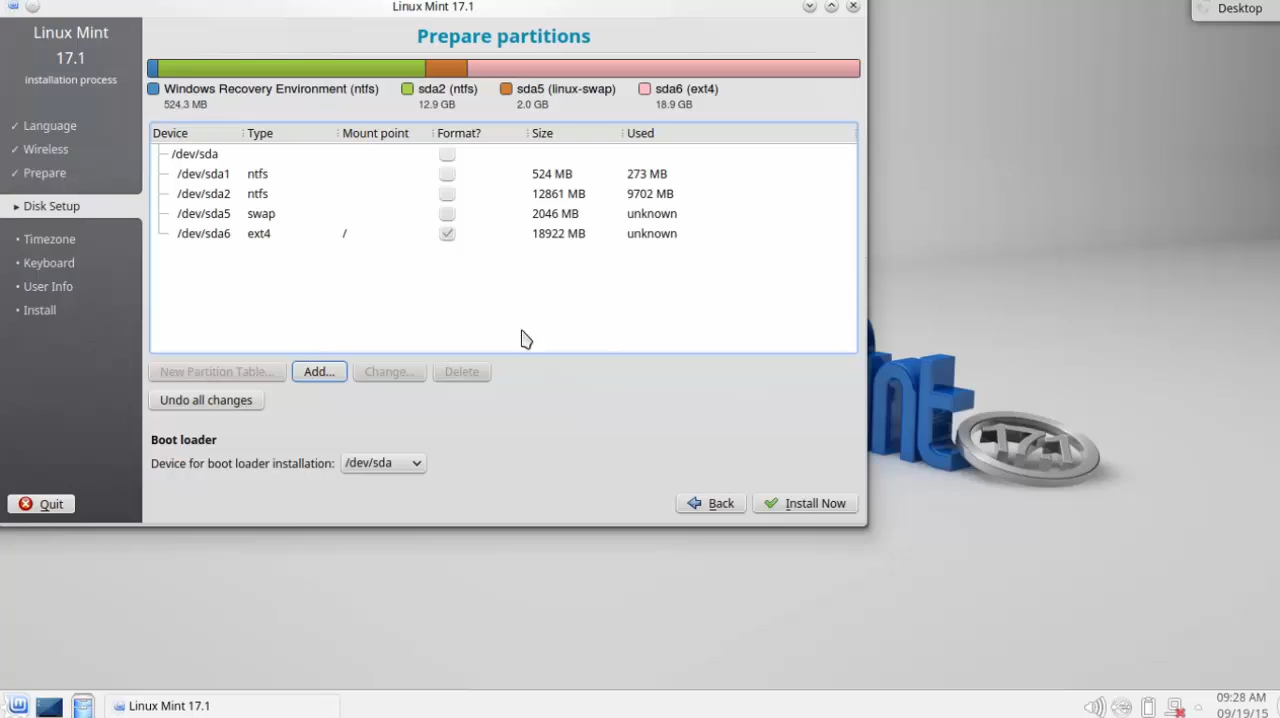 Linux Mint 17.1
Desktop
Linux Mint
17.1
installation process
✓ Language
✓ Wireless
✓ Prepare
▸ Disk Setup
• Timezone
• Keyboard
• User Info
• Install
Quit
Prepare partitions
Windows Recovery Environment (ntfs) sda2 (ntfs) sda5 (linux-swap) sda6 (ext4)
524.3 MB 12.9 GB 2.0 GB 18.9 GB
Device Type Mount point Format? Size Used
/dev/sda
/dev/sda1 ntfs 524 MB 273 MB
/dev/sda2 ntfs 12861 MB 9702 MB
/dev/sda5 swap 2046 MB unknown
/dev/sda6 ext4 / 18922 MB unknown
New Partition Table... Add... Change... Delete
Undo all changes
Boot loader
Device for boot loader installation: /dev/sda
Back Install Now
nt
17.1
Linux Mint 17.1
09:28 AM
09/19/15